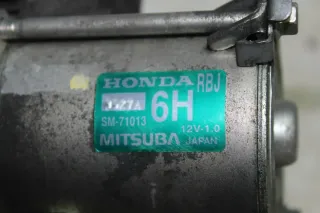 HONDA RBJ
6H
SM-71013
12V-1.0
MITSUBA JAPAN